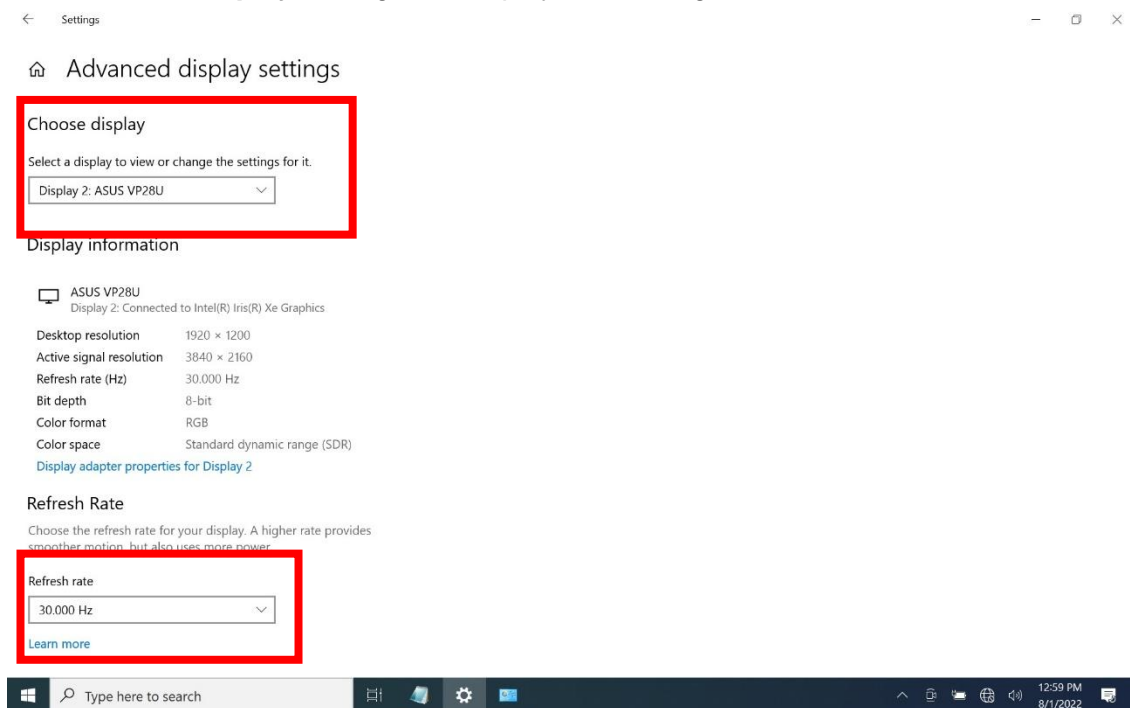 Settings
Advanced display settings
Choose display
Select a display to view or change the settings for it.
Display 2: ASUS VP28U
Display information
ASUS VP28U
Display 2: Connected to Intel(R) Iris(R) Xe Graphics
Desktop resolution 1920 × 1200
Active signal resolution 3840 × 2160
Refresh rate (Hz) 30.000 Hz
Bit depth 8-bit
Color format RGB
Color space Standard dynamic range (SDR)
Display adapter properties for Display 2
Refresh Rate
Choose the refresh rate for your display. A higher rate provides
smoother motion, but also uses more power.
Refresh rate
30.000 Hz
Learn more
Type here to search
12:59 PM
8/1/2022